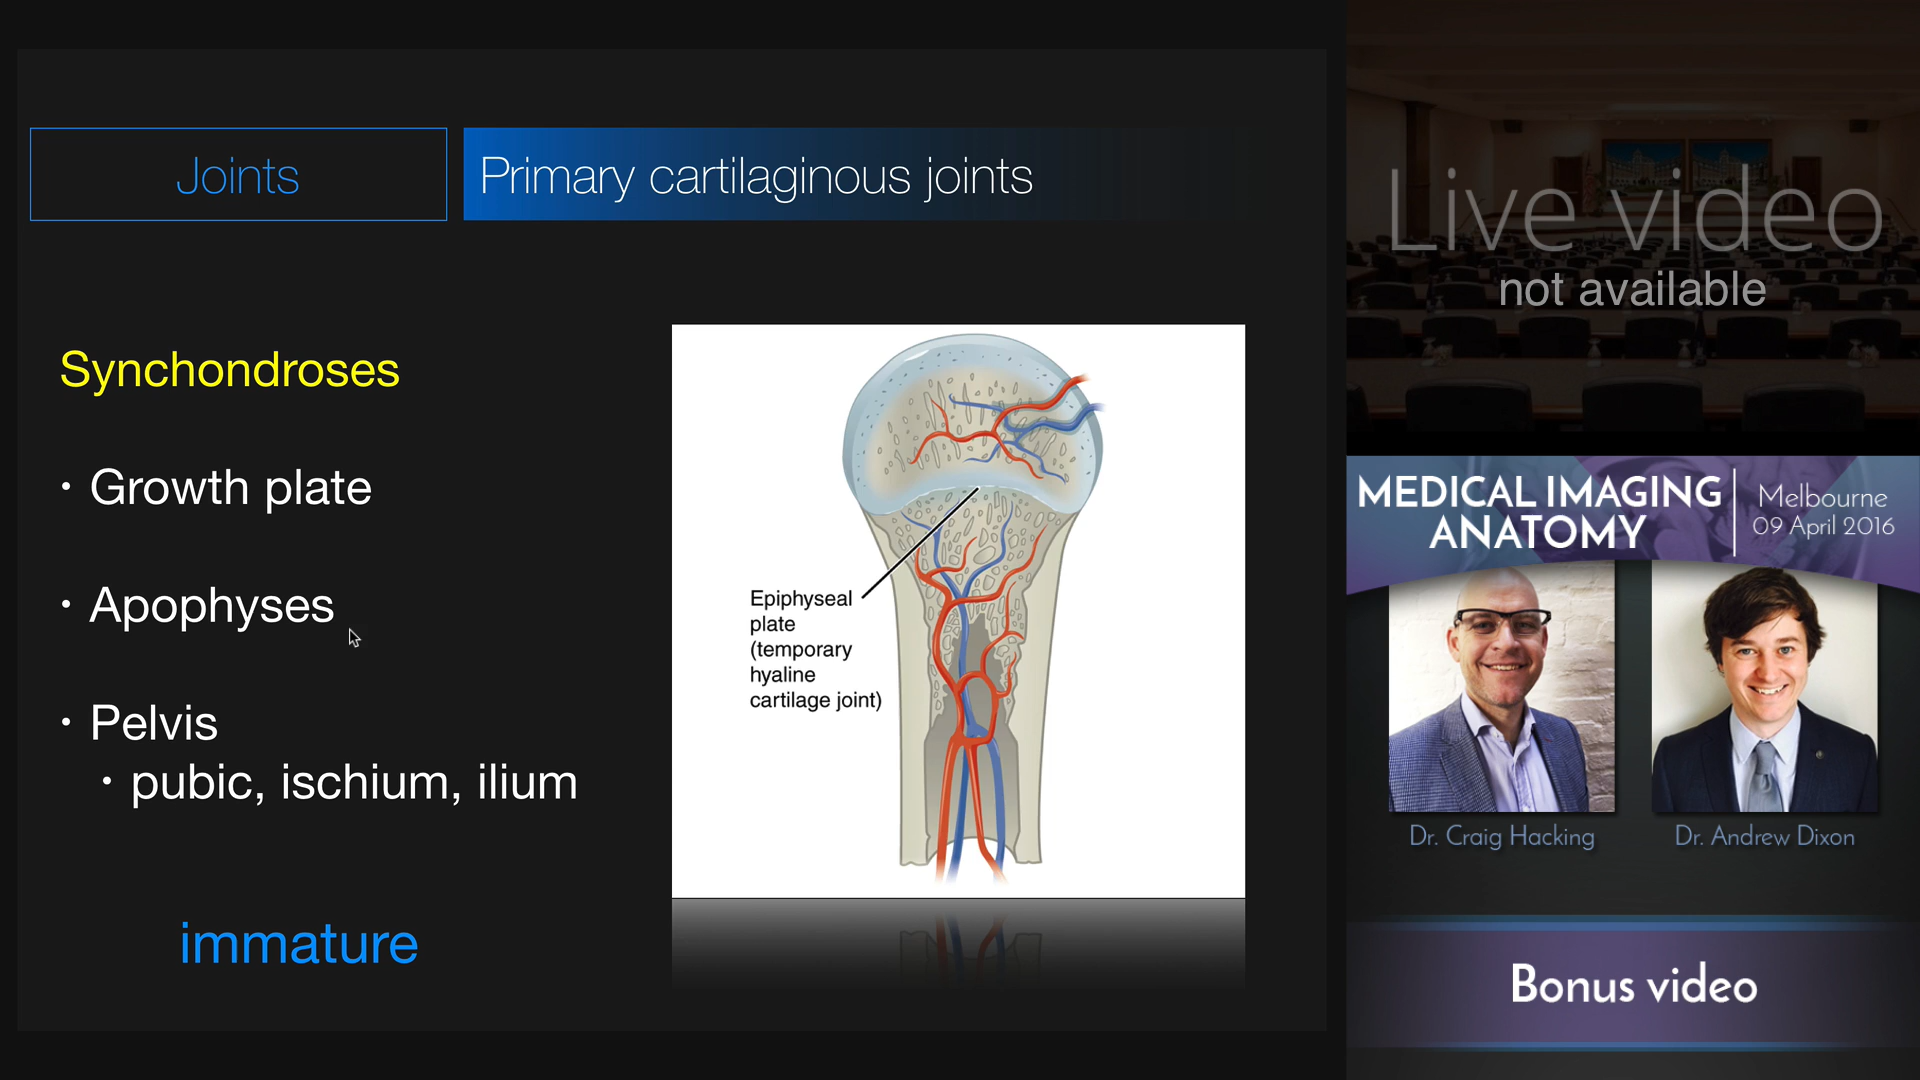 Joints
Primary cartilaginous joints
Synchondroses
• Growth plate
• Apophyses
• Pelvis
• pubic, ischium, ilium
immature
Epiphyseal
plate
(temporary
hyaline
cartilage joint)
Live video
not available
MEDICAL IMAGING
ANATOMY
Melbourne
09 April 2016
Dr. Craig Hacking
Dr. Andrew Dixon
Bonus video